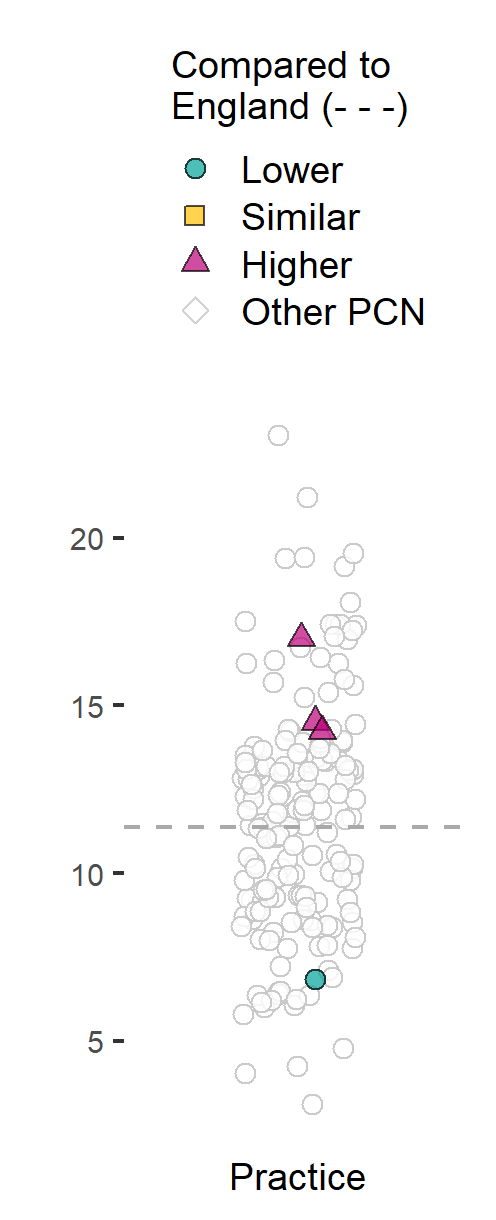 Compared to
England (- - -)
Lower
Similar
Higher
Other PCN
20
15
10
5
Practice